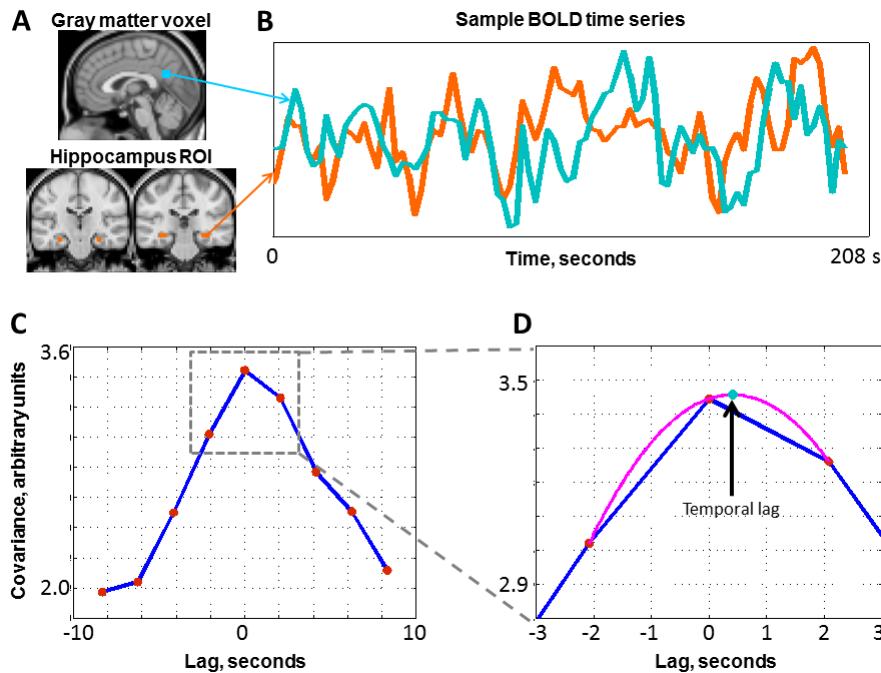 A
Gray matter voxel
Hippocampus ROI
B
Sample BOLD time series
0
Time, seconds
208 s
C
3.6
2.0
Covariance, arbitrary units
-10
0
10
Lag, seconds
D
3.5
2.9
Temporal lag
-3
-2
-1
0
1
2
3
Lag, seconds